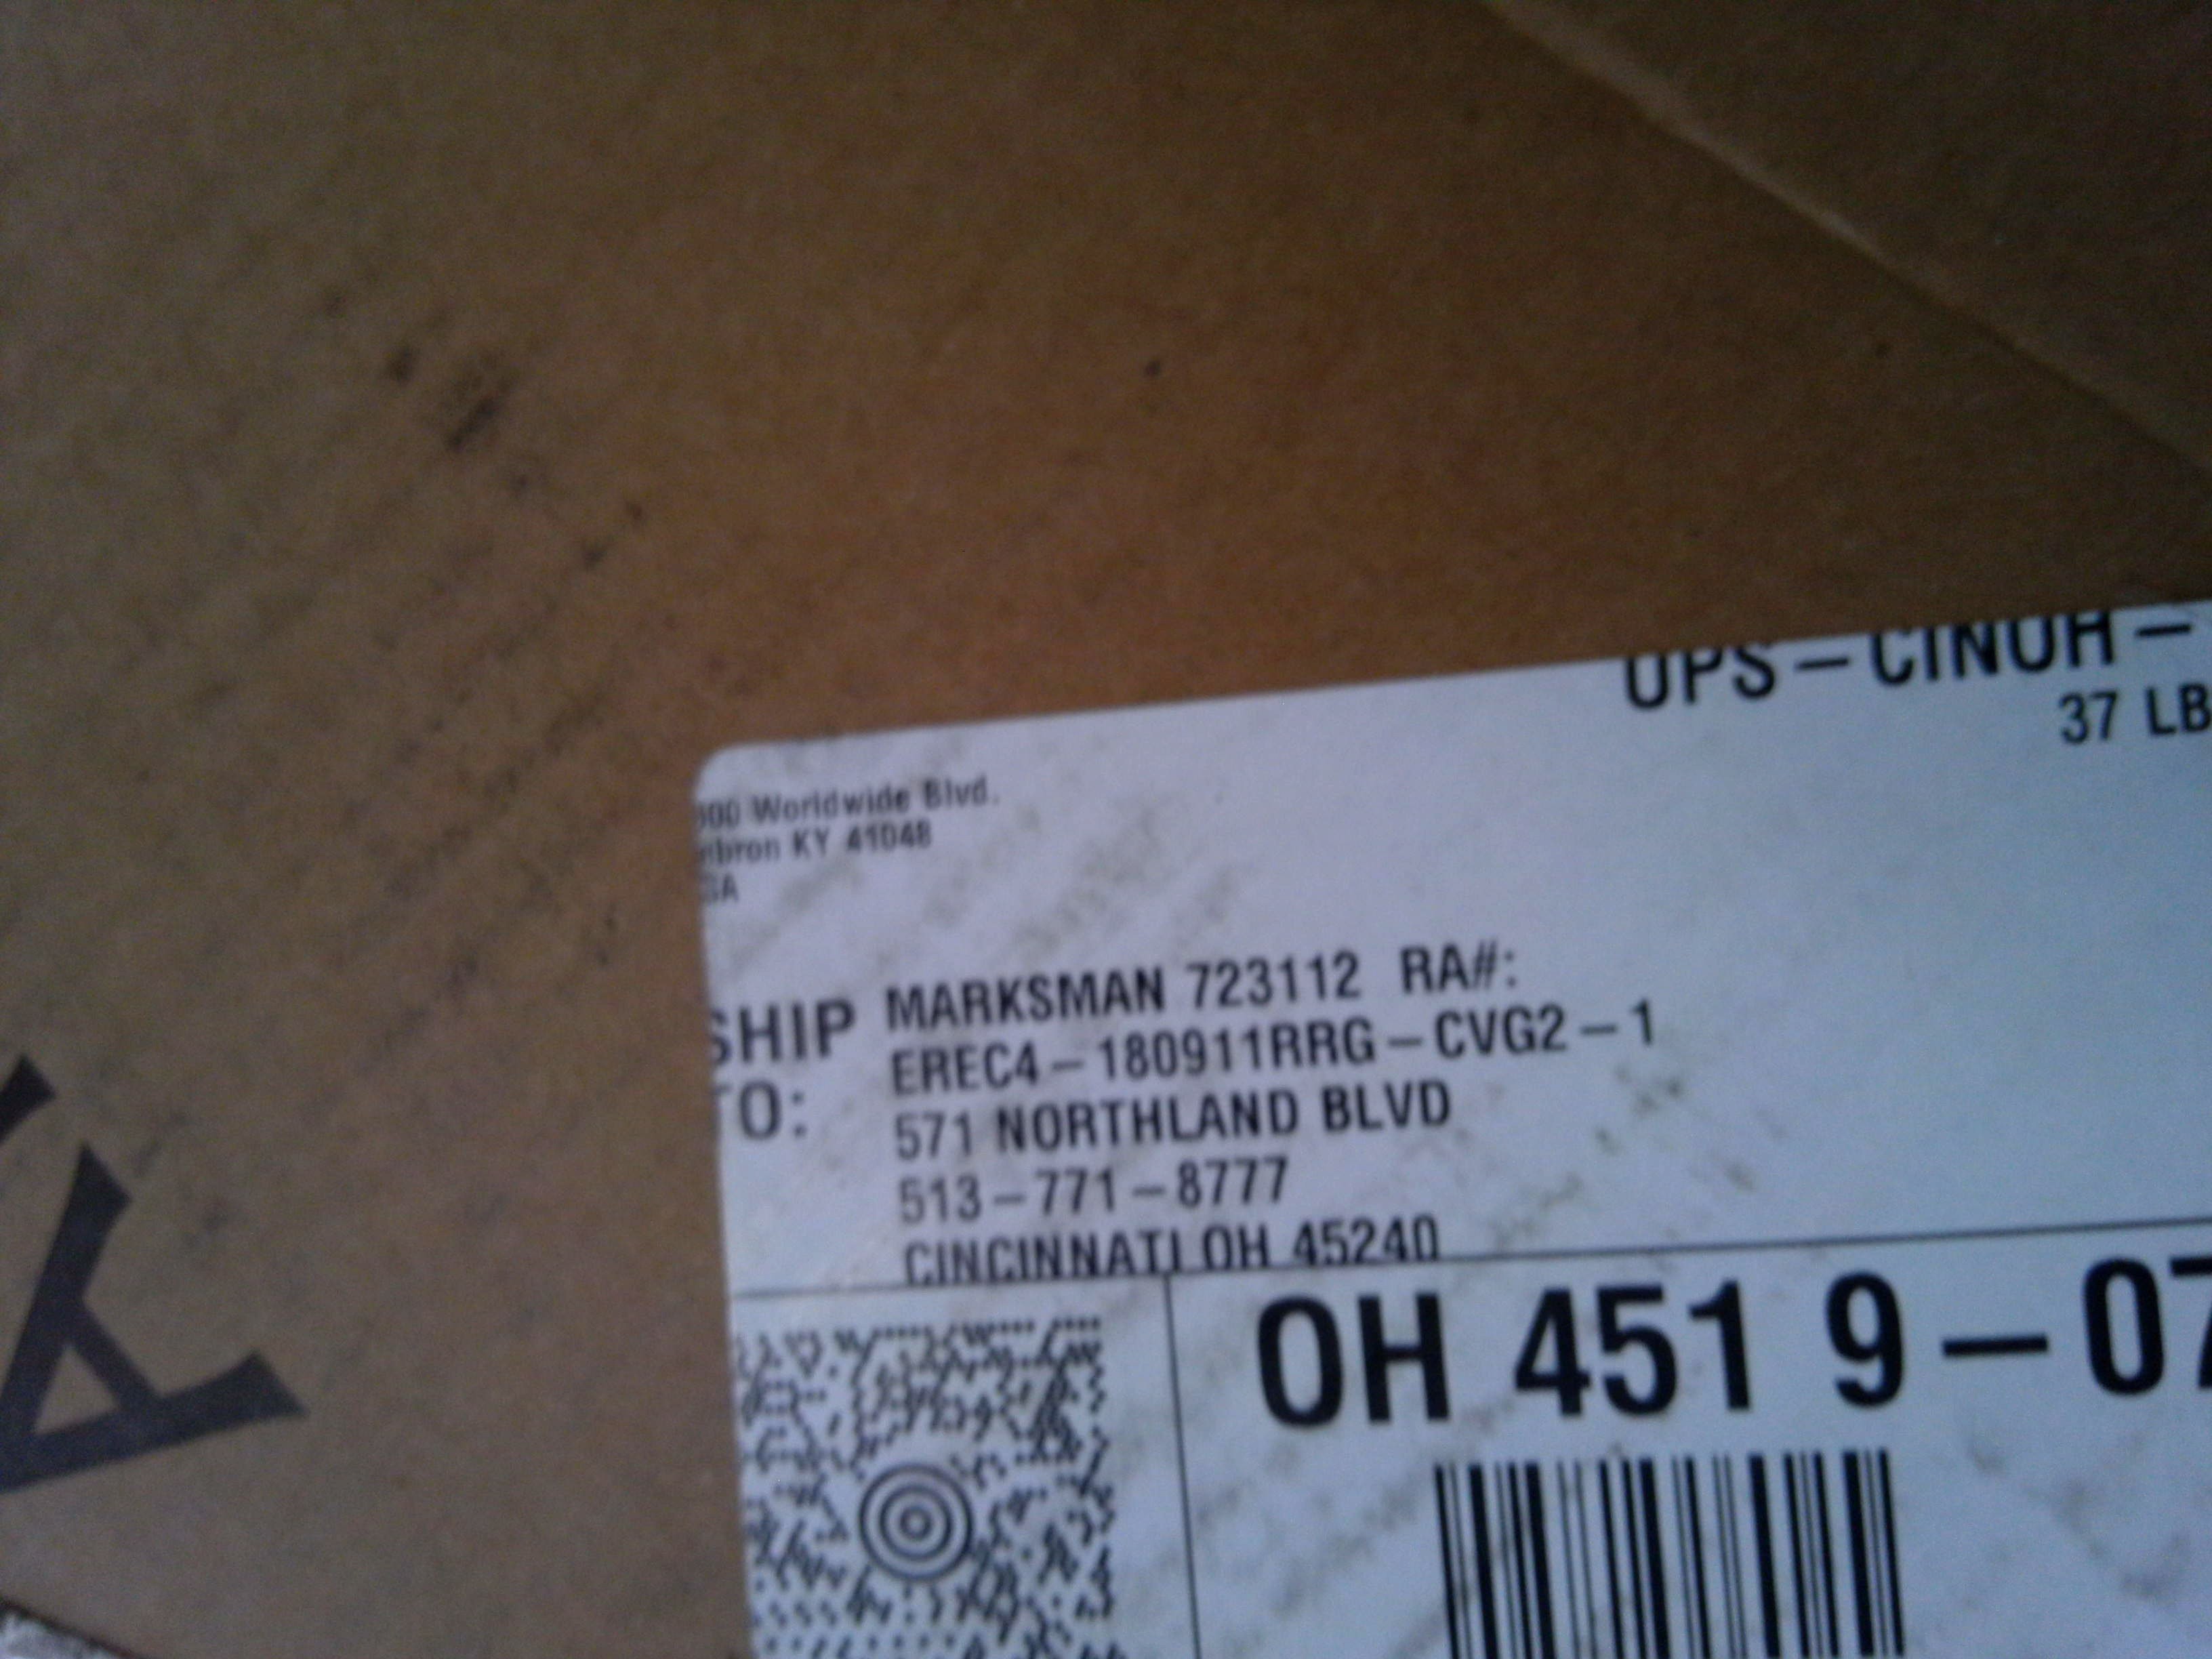 UPS-CINOH-
37 LB
Worldwide Blvd.
KY 41048
SHIP TO:
MARKSMAN 723112 RA#:
EREC4-180911RRG-CVG2-1
571 NORTHLAND BLVD
513-771-8777
CINCINNATI OH 45240
OH 451 9-07
A